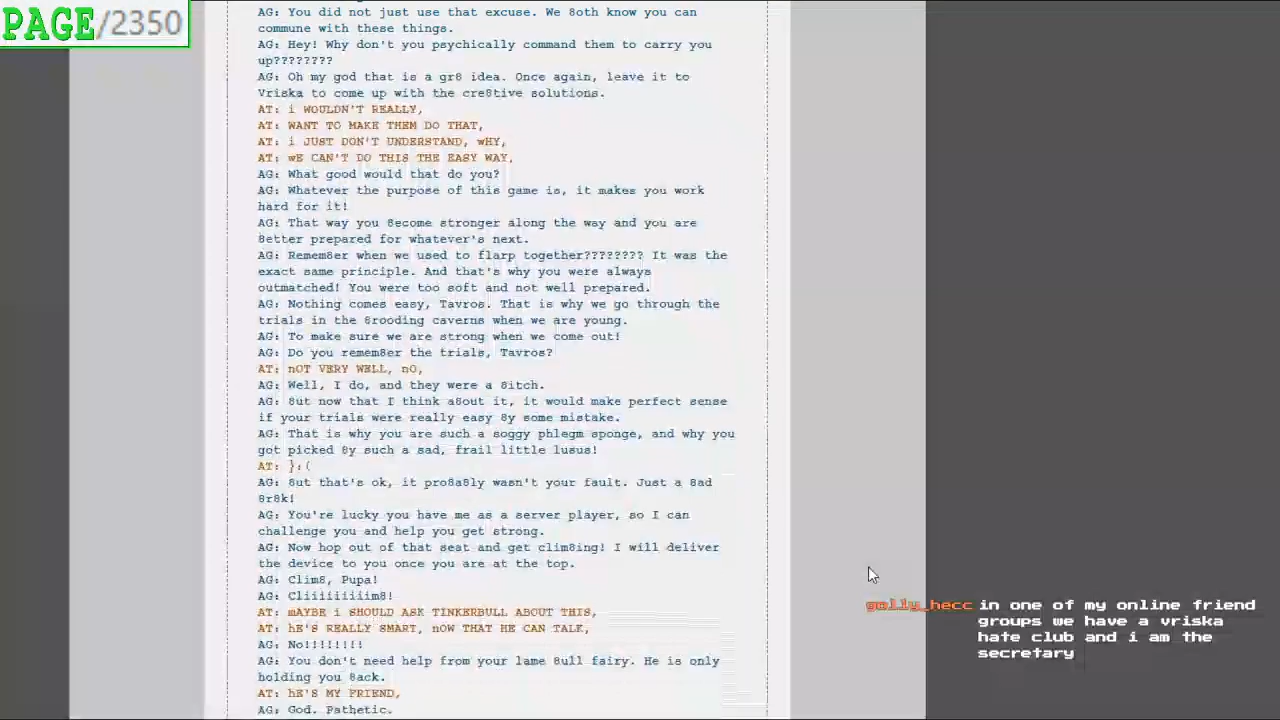 PAGE/2350
AG: You did not just use that excuse. We 8oth know you can
commune with these things.
AG: Hey! Why don't you psychically command them to carry you
up????????
AG: Oh my god that is a gr8 idea. Once again, leave it to
Vriska to come up with the cre8tive solutions.
AT: i WOULDN'T REALLY,
AT: WANT TO MAKE THEM DO THAT,
AT: i JUST DON'T UNDERSTAND, wHY,
AT: wE CAN'T DO THIS THE EASY WAY,
AG: What good would that do you?
AG: Whatever the purpose of this game is, it makes you work
hard for it!
AG: That way you 8ecome stronger along the way and you are
8etter prepared for whatever's next.
AG: Remem8er when we used to flarp together???????? It was the
exact same principle. And that's why you were always
outmatched! You were too soft and not well prepared.
AG: Nothing comes easy, Tavros. That is why we go through the
trials in the 8rooding caverns when we are young.
AG: To make sure we are strong when we come out!
AG: Do you remem8er the trials, Tavros?
AT: nOT VERY WELL, nO,
AG: Well, I do, and they were a 8itch.
AG: 8ut now that I think a8out it, it would make perfect sense
if your trials were really easy 8y some mistake.
AG: That is why you are such a soggy phlegm sponge, and why you
got picked 8y such a sad, frail little lusus!
AT: }:(
AG: 8ut that's ok, it pro8a8ly wasn't your fault. Just a 8ad
8r8k!
AG: You're lucky you have me as a server player, so I can
challenge you and help you get strong.
AG: Now hop out of that seat and get clim8ing! I will deliver
the device to you once you are at the top.
AG: Clim8, Pupa!
AG: Cliiiiiiiiim8!
AT: mAYBE i SHOULD ASK TINKERBULL ABOUT THIS,
AT: hE'S REALLY SMART, nOW THAT HE CAN TALK,
AG: No!!!!!!!!
AG: You don't need help from your lame 8ull fairy. He is only
holding you 8ack.
AT: hE'S MY FRIEND,
AG: God. Pathetic.
golly_hecc in one of my online friend
groups we have a vriska
hate club and i am the
secretary